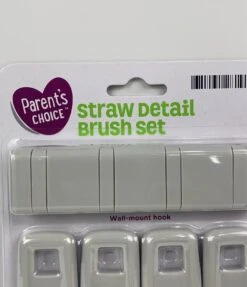 Parent's
CHOICE
Straw Detail
Brush Set
Wall-mount hook